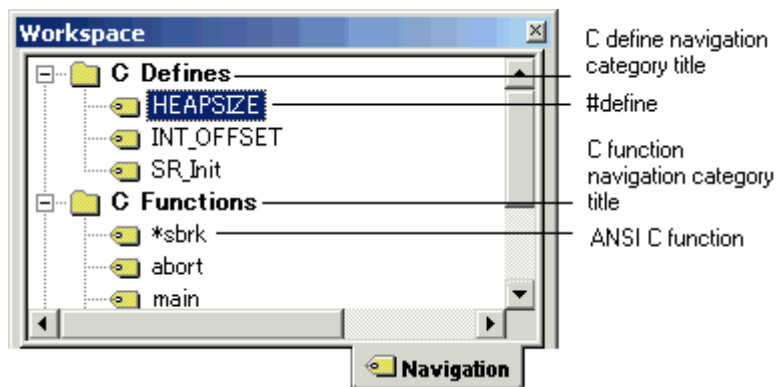 Workspace
C Defines
HEAPSIZE
INT_OFFSET
SR_Init
C Functions
*sbrk
abort
main
Navigation
C define navigation
category title
#define
C function
navigation category
title
ANSI C function